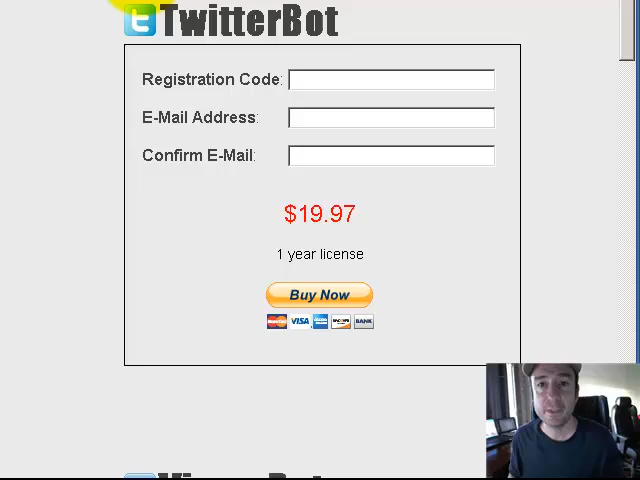 TwitterBot
Registration Code:
E-Mail Address:
Confirm E-Mail:
$19.97
1 year license
Buy Now
VISA
BANK